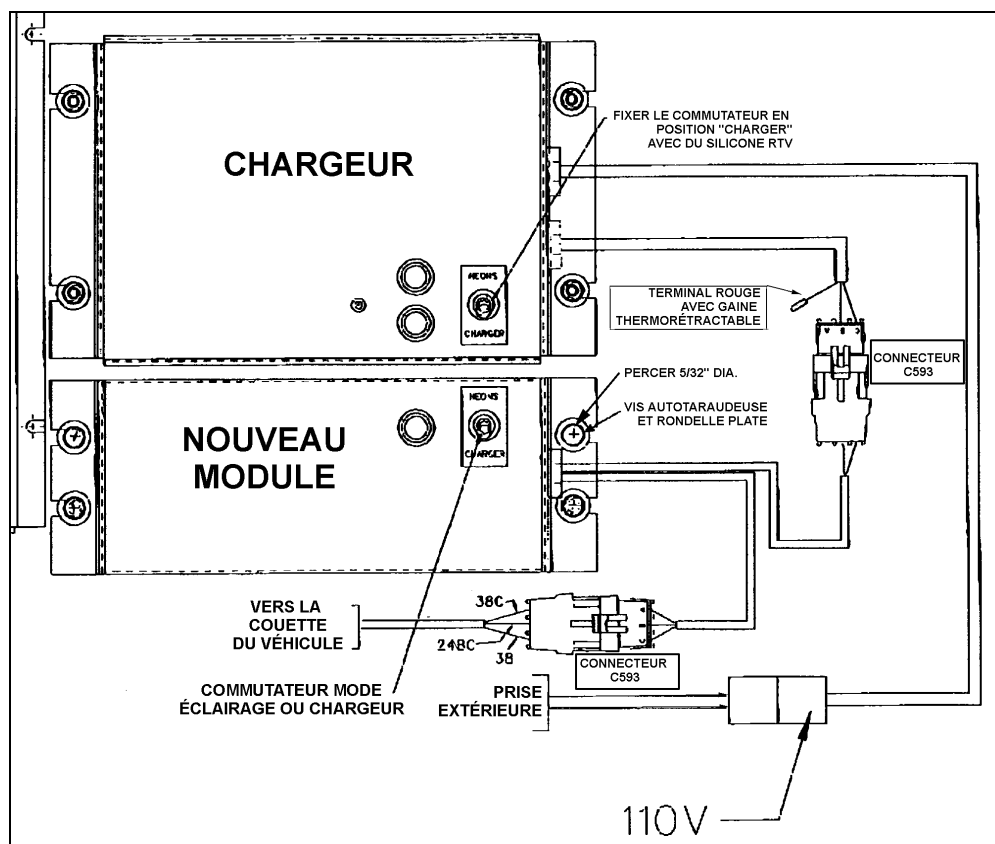 FIXER LE COMMUTATEUR EN
POSITION "CHARGER"
AVEC DU SILICONE RTV
CHARGEUR
NEONS
CHARGER
TERMINAL ROUGE
AVEC GAINE
THERMORÉTRACTABLE
A B C
CONNECTEUR
C593
PERCER 5/32" DIA.
VIS AUTOTARAUDEUSE
ET RONDELLE PLATE
NOUVEAU
MODULE
NEONS
CHARGER
VERS LA
COUETTE
DU VÉHICULE
38C
24BC
38
CONNECTEUR
C593
COMMUTATEUR MODE
ÉCLAIRAGE OU CHARGEUR
PRISE
EXTÉRIEURE
110V